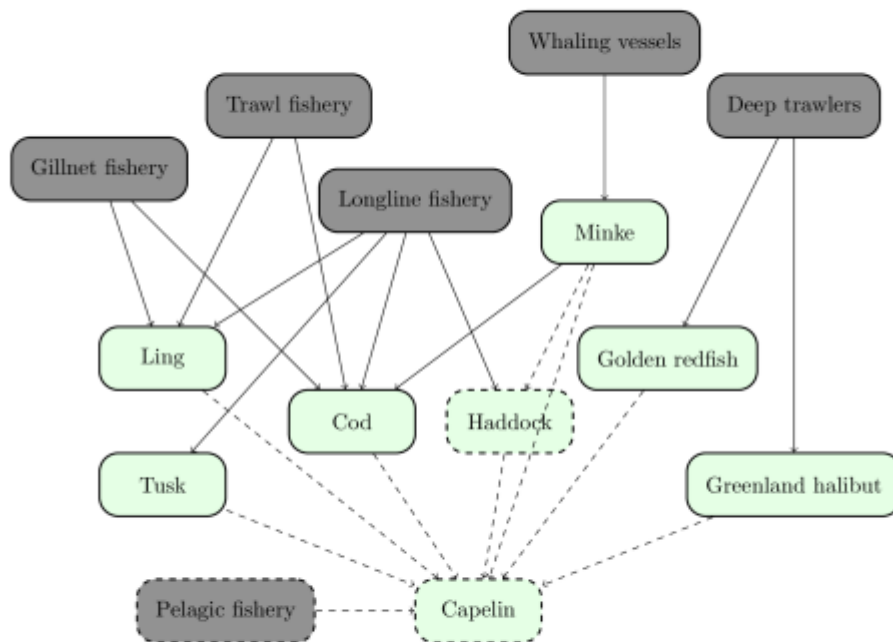 Whaling vessels
Trawl fishery
Deep trawlers
Gillnet fishery
Longline fishery
Minke
Ling
Golden redfish
Cod
Haddock
Tusk
Greenland halibut
Pelagic fishery
Capelin